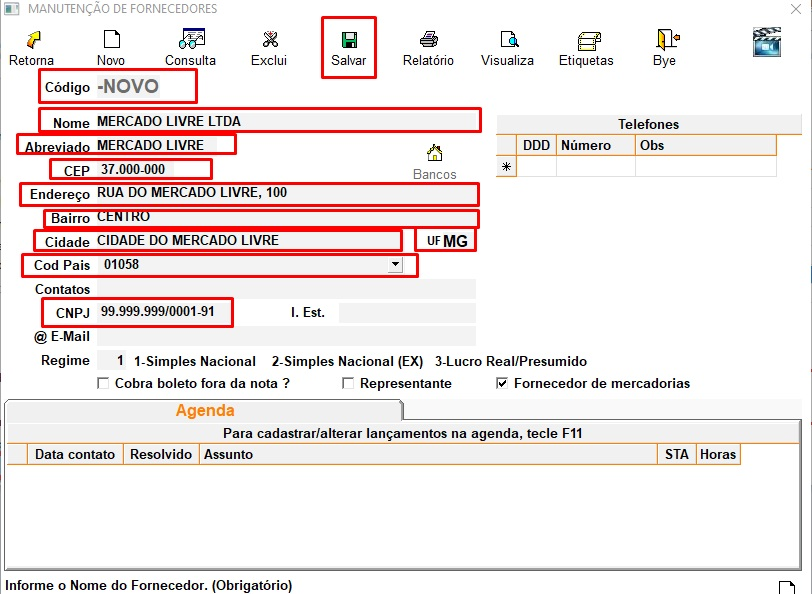 MANUTENÇÃO DE FORNECEDORES
Retorna Novo Consulta Exclui Salvar Relatório Visualiza Etiquetas Bye
Código -NOVO
Nome MERCADO LIVRE LTDA
Telefones
Abreviado MERCADO LIVRE
DDD Número Obs
CEP 37.000-000
*
Bancos
Endereço RUA DO MERCADO LIVRE, 100
Bairro CENTRO
Cidade CIDADE DO MERCADO LIVRE UF MG
Cod Pais 01058
Contatos
CNPJ 99.999.999/0001-91 I. Est.
@ E-Mail
Regime 1 1-Simples Nacional 2-Simples Nacional (EX) 3-Lucro Real/Presumido
Cobra boleto fora da nota ? Representante Fornecedor de mercadorias
Agenda
Para cadastrar/alterar lançamentos na agenda, tecle F11
Data contato Resolvido Assunto STA Horas
Informe o Nome do Fornecedor. (Obrigatório)